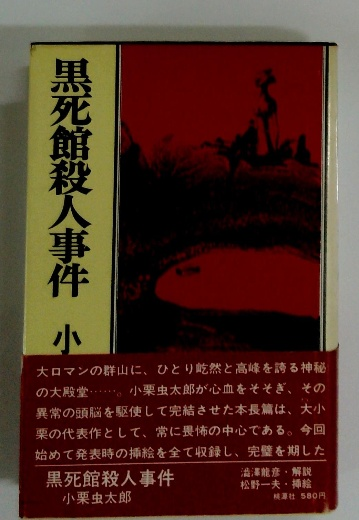 黒死館殺人事件 小
大ロマンの群山に、ひとり屹然と高峰を誇る神秘
の大殿堂……。小栗虫太郎が心血をそそぎ、その
異常の頭脳を駆使して完結させた本長篇は、大小
栗の代表作として、常に畏怖の中心である。今回
始めて発表時の挿絵を全て収録し、完璧を期した
黒死館殺人事件
小栗虫太郎
澁澤龍彦・解説
松野一夫・挿絵
桃源社 580円